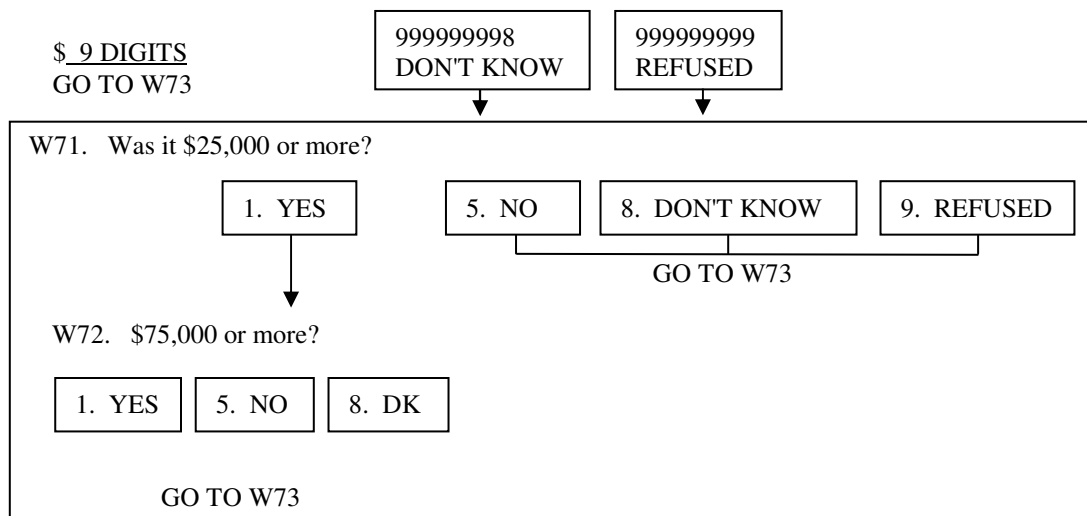 $ 9 DIGITS
GO TO W73
999999998
DON'T KNOW
999999999
REFUSED
W71. Was it $25,000 or more?
1. YES
5. NO
8. DON'T KNOW
9. REFUSED
GO TO W73
W72. $75,000 or more?
1. YES
5. NO
8. DK
GO TO W73